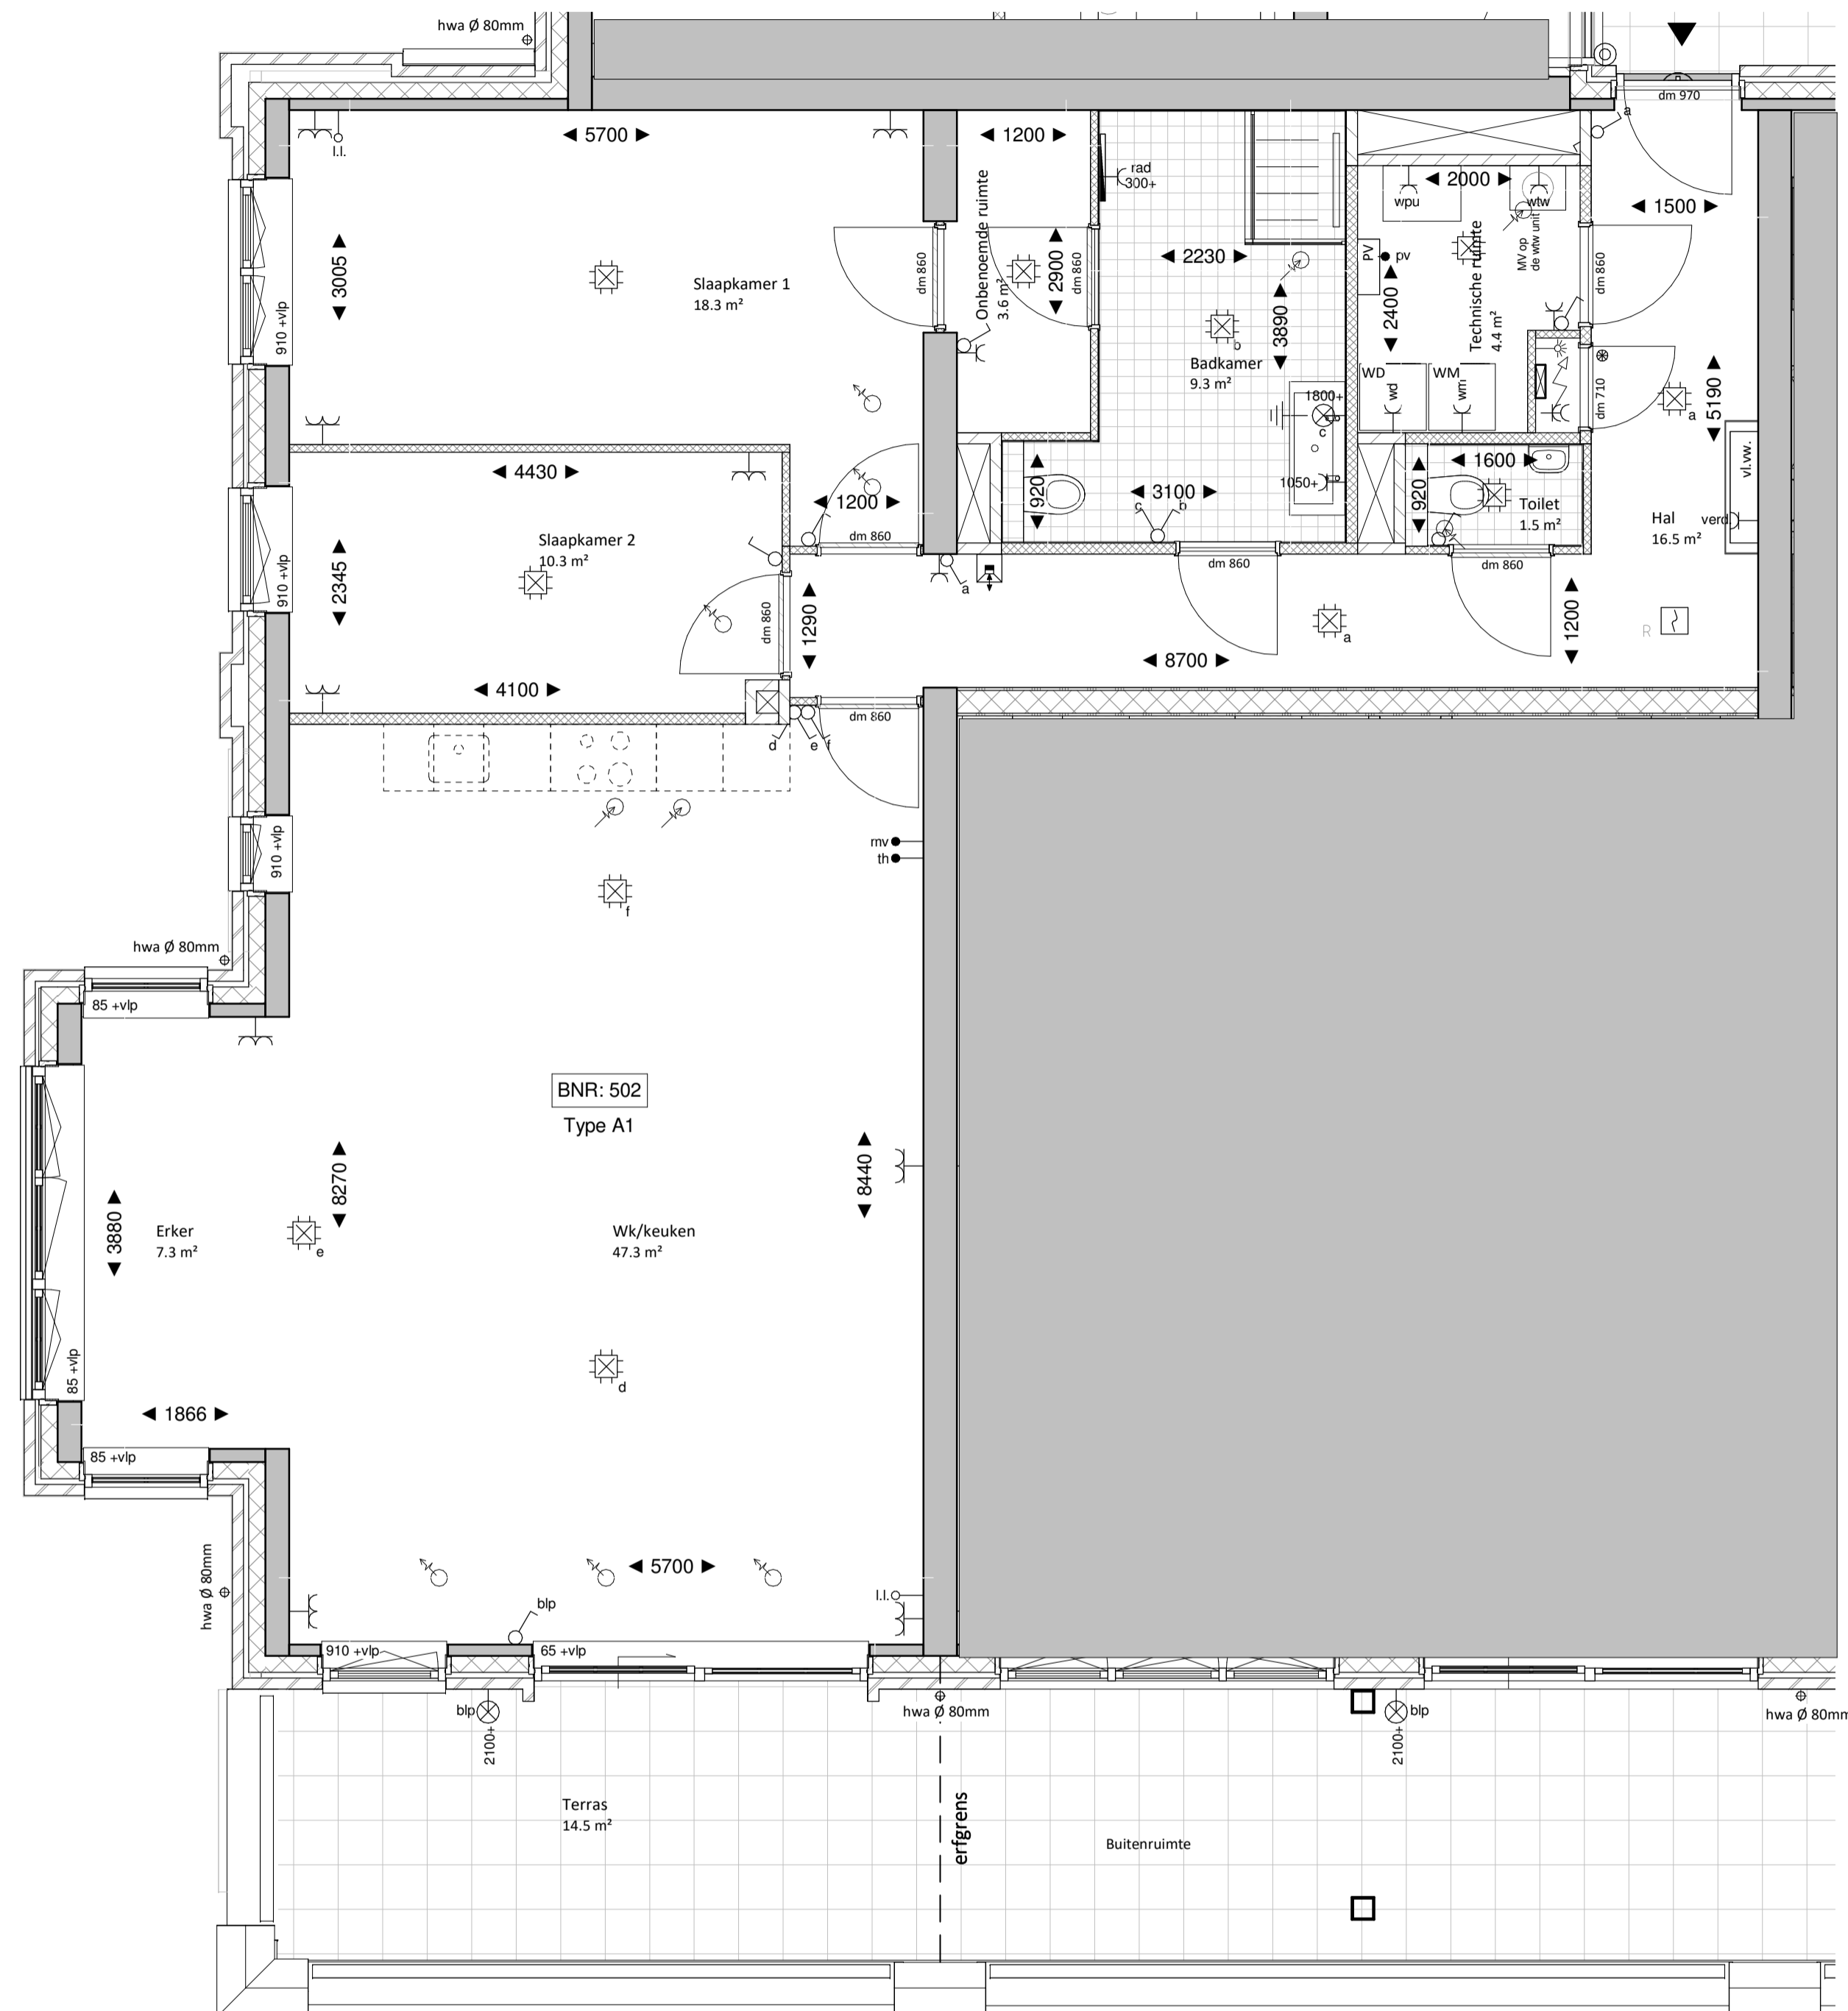 hwa Ø 80mm
dm 970
a
l.l.
◄ 5700 ►
◄ 1200 ►
rad
300+
◄ 2000 ►
wpu
wtw
◄ 1500 ►
Onbenoemde ruimte
3.6 m²
◄ 3005 ►
910 +vlp
Slaapkamer 1
18.3 m²
dm 860
◄ 2900 ►
dm 860
◄ 2230 ►
◄ 3890 ►
b
Badkamer
9.3 m²
PV
pv
◄ 2400 ►
Technische ruimte
4.4 m²
MV op
de wtw unit
dm 860
dm 710
WD
wd
WM
wm
1800+
c
1050+
a
◄ 5190 ►
vl.vw.
verd.
◄ 4430 ►
◄ 1200 ►
dm 860
920
◄ 3100 ►
c
b
920
◄ 1600 ►
Toilet
1.5 m²
Hal
16.5 m²
910 +vlp
◄ 2345 ►
Slaapkamer 2
10.3 m²
dm 860
◄ 1290 ►
a
dm 860
dm 860
◄ 1200 ►
a
R
◄ 8700 ►
◄ 4100 ►
dm 860
d
e
f
910 +vlp
mv
th
f
hwa Ø 80mm
85 +vlp
BNR: 502
Type A1
◄ 3880 ►
Erker
7.3 m²
e
◄ 8270 ►
Wk/keuken
47.3 m²
◄ 8440 ►
d
85 +vlp
◄ 1866 ►
85 +vlp
hwa Ø 80mm
◄ 5700 ►
l.l.
blp
910 +vlp
65 +vlp
blp
2100+
hwa Ø 80mm
blp
2100+
hwa Ø 80mm
Terras
14.5 m²
erfgrens
Buitenruimte